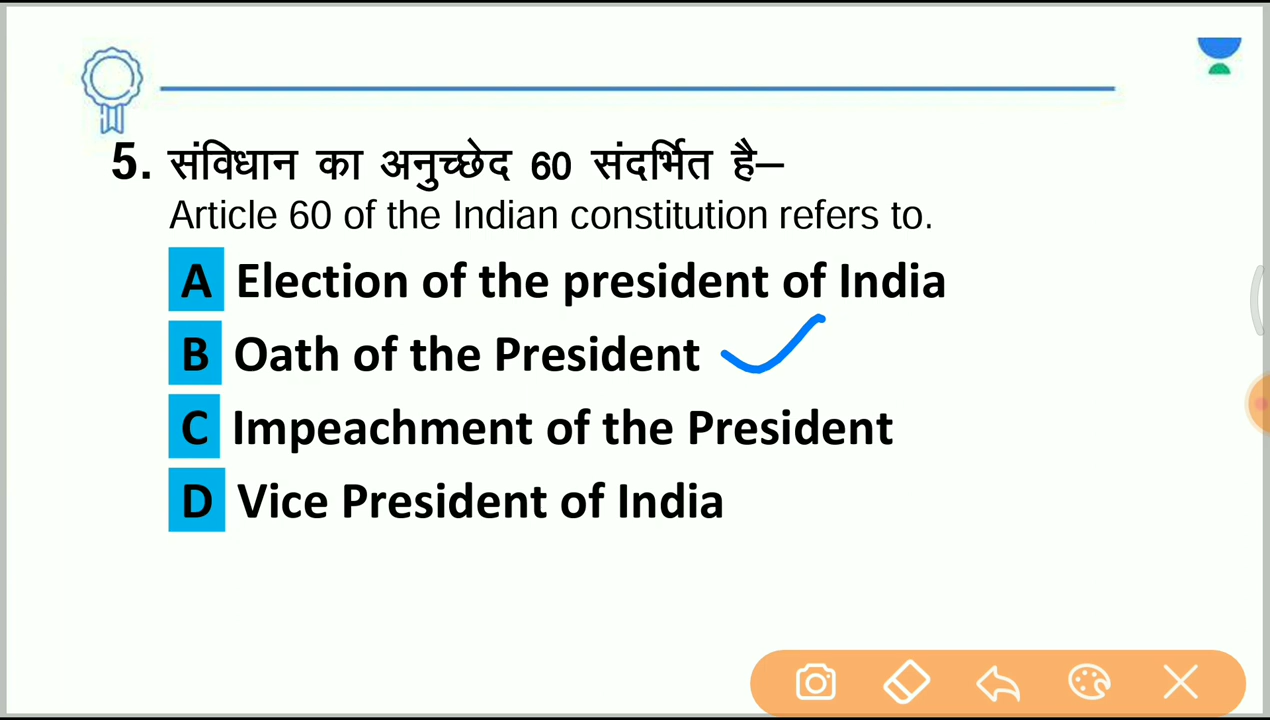 5. संविधान का अनुच्छेद 60 संदर्भित है–
Article 60 of the Indian constitution refers to.
A Election of the president of India
B Oath of the President
C Impeachment of the President
D Vice President of India